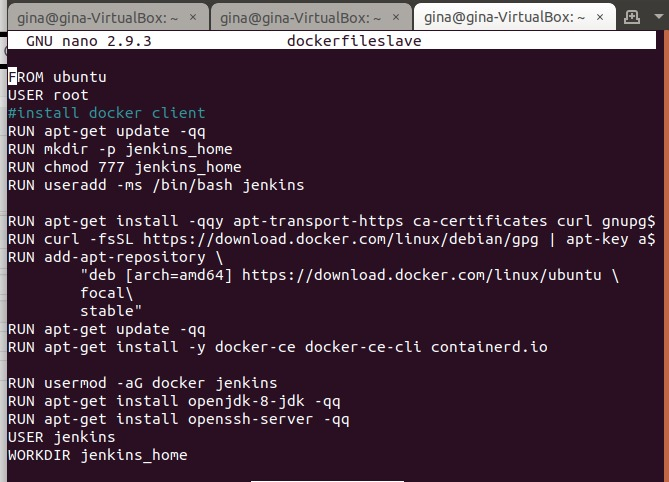 gina@gina-VirtualBox: ~ × gina@gina-VirtualBox: ~ × gina@gina-VirtualBox: ~ ×
GNU nano 2.9.3 dockerfileslave
FROM ubuntu
USER root
#install docker client
RUN apt-get update -qq
RUN mkdir -p jenkins_home
RUN chmod 777 jenkins_home
RUN useradd -ms /bin/bash jenkins
RUN apt-get install -qqy apt-transport-https ca-certificates curl gnupg$
RUN curl -fsSL https://download.docker.com/linux/debian/gpg | apt-key a$
RUN add-apt-repository \
"deb [arch=amd64] https://download.docker.com/linux/ubuntu \
focal\
stable"
RUN apt-get update -qq
RUN apt-get install -y docker-ce docker-ce-cli containerd.io
RUN usermod -aG docker jenkins
RUN apt-get install openjdk-8-jdk -qq
RUN apt-get install openssh-server -qq
USER jenkins
WORKDIR jenkins_home